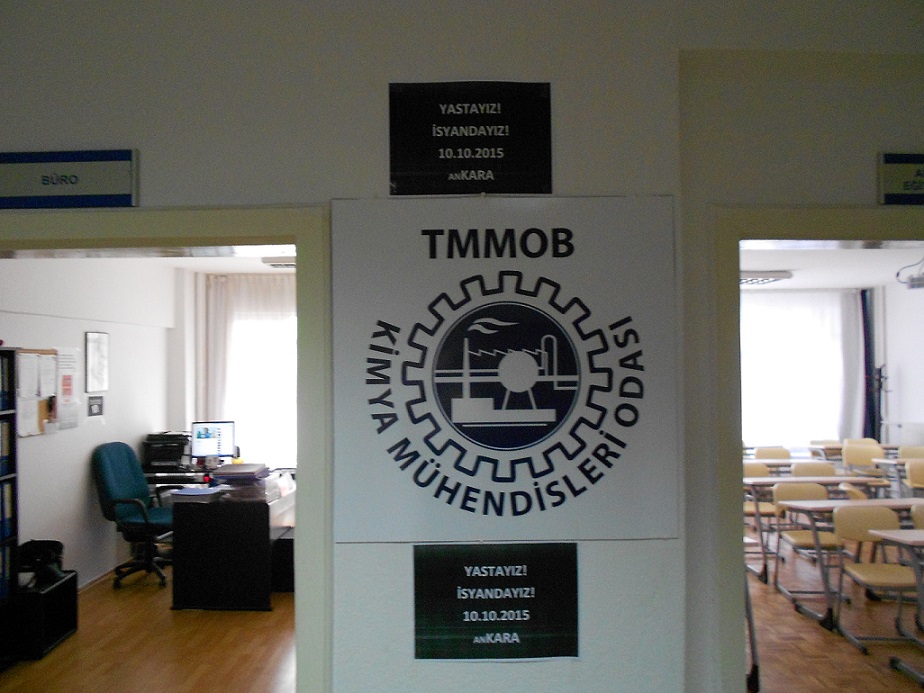 YASTAYIZ!
İSYANDAYIZ!
10.10.2015
ANKARA
BÜRO
TMMOB
KİMYA MÜHENDİSLERİ ODASI
YASTAYIZ!
İSYANDAYIZ!
10.10.2015
ANKARA